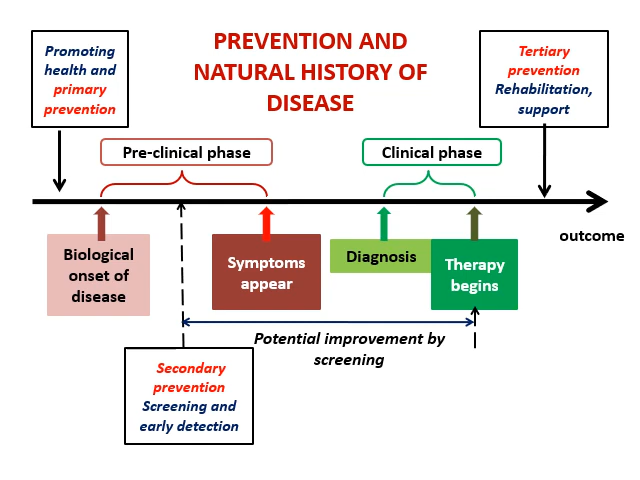 PREVENTION AND
NATURAL HISTORY OF
DISEASE
Promoting
health and
primary
prevention
Tertiary
prevention
Rehabilitation,
support
Pre-clinical phase
Clinical phase
outcome
Biological
onset of
disease
Symptoms
appear
Diagnosis
Therapy
begins
Potential improvement by
screening
Secondary
prevention
Screening and
early detection